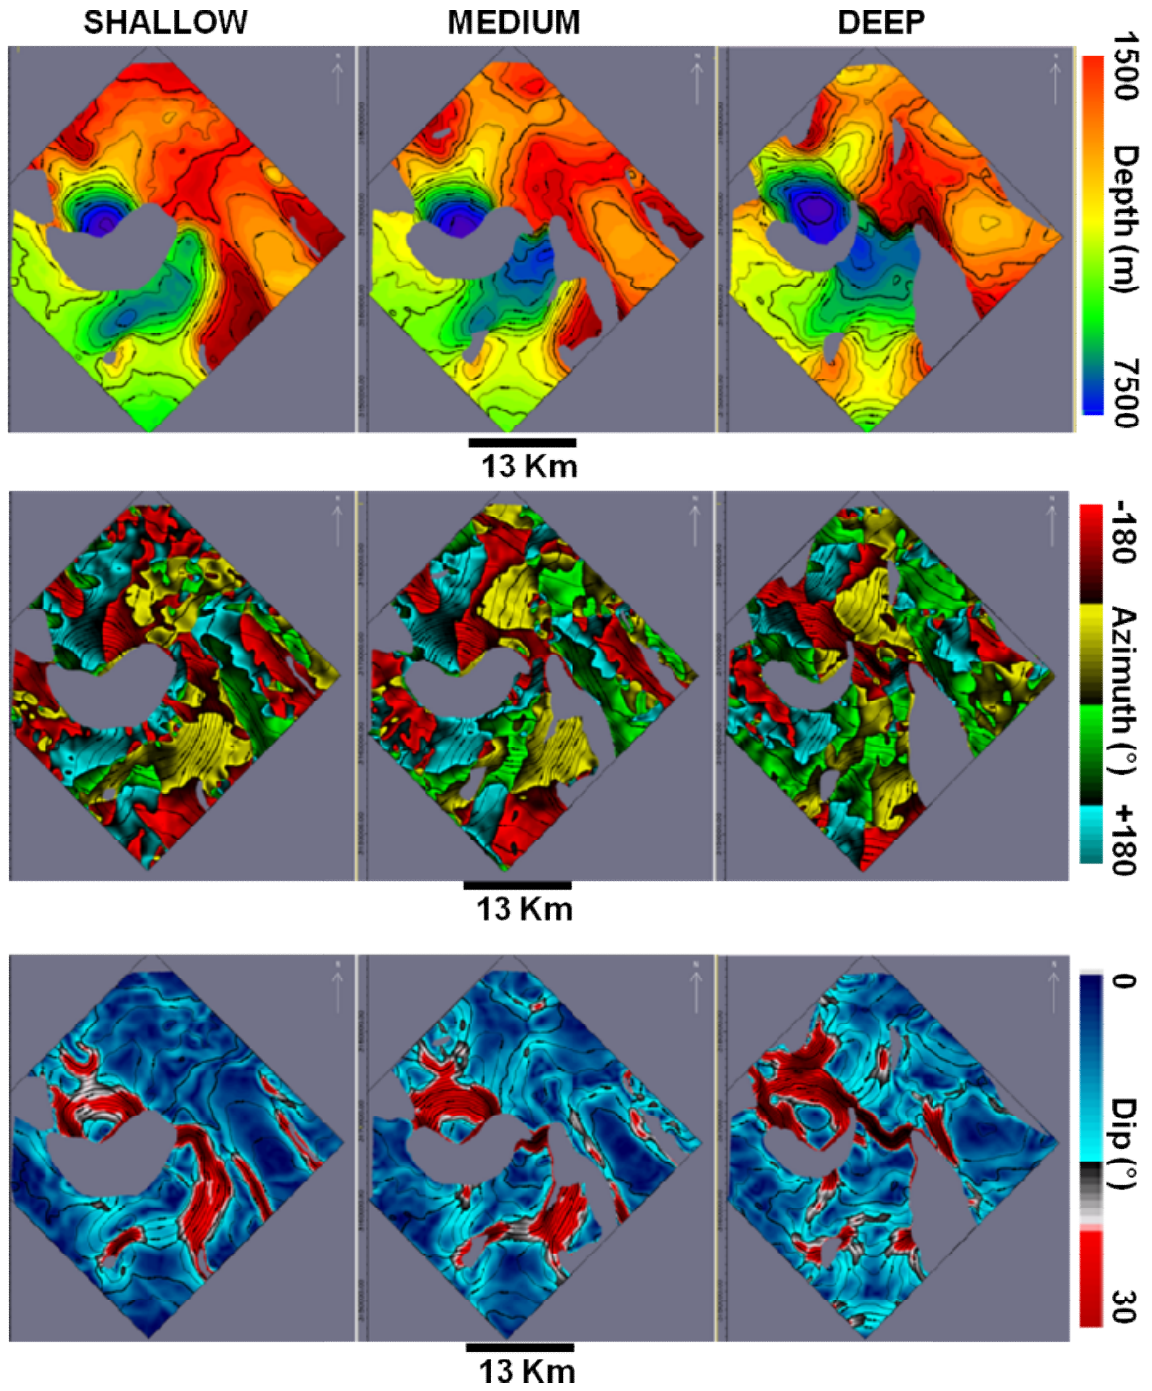 SHALLOW
MEDIUM
DEEP
1500 Depth (m) 7500
13 Km
-180 Azimuth (°) +180
13 Km
0 Dip (°) 30
13 Km